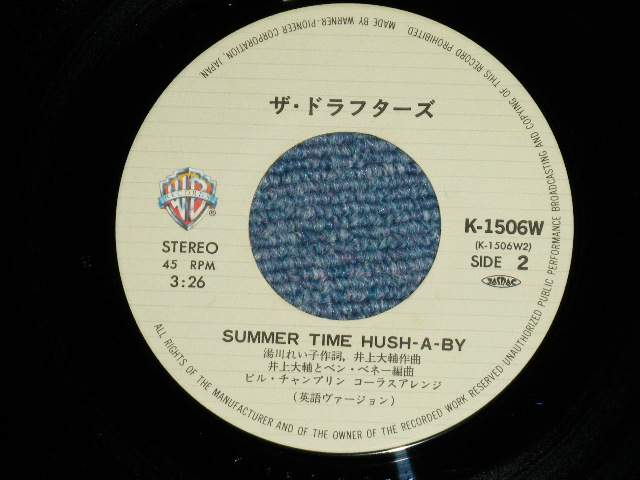 MADE BY WARNER-PIONEER CORPORATION, JAPAN
ザ・ドラフターズ
WB
RECORDS
®
STEREO
45 RPM
3:26
K-1506W
(K-1506W2)
SIDE 2
JASRAC
SUMMER TIME HUSH-A-BY
湯川れい子作詞, 井上大輔作曲
井上大輔とベン・ベネー編曲
ビル・チャンプリン コーラスアレンジ
(英語ヴァージョン)
ALL RIGHTS OF THE MANUFACTURER AND OF THE OWNER OF THE RECORDED WORK RESERVED UNAUTHORIZED PUBLIC PERFORMANCE BROADCASTING AND COPYING OF THIS RECORD PROHIBITED